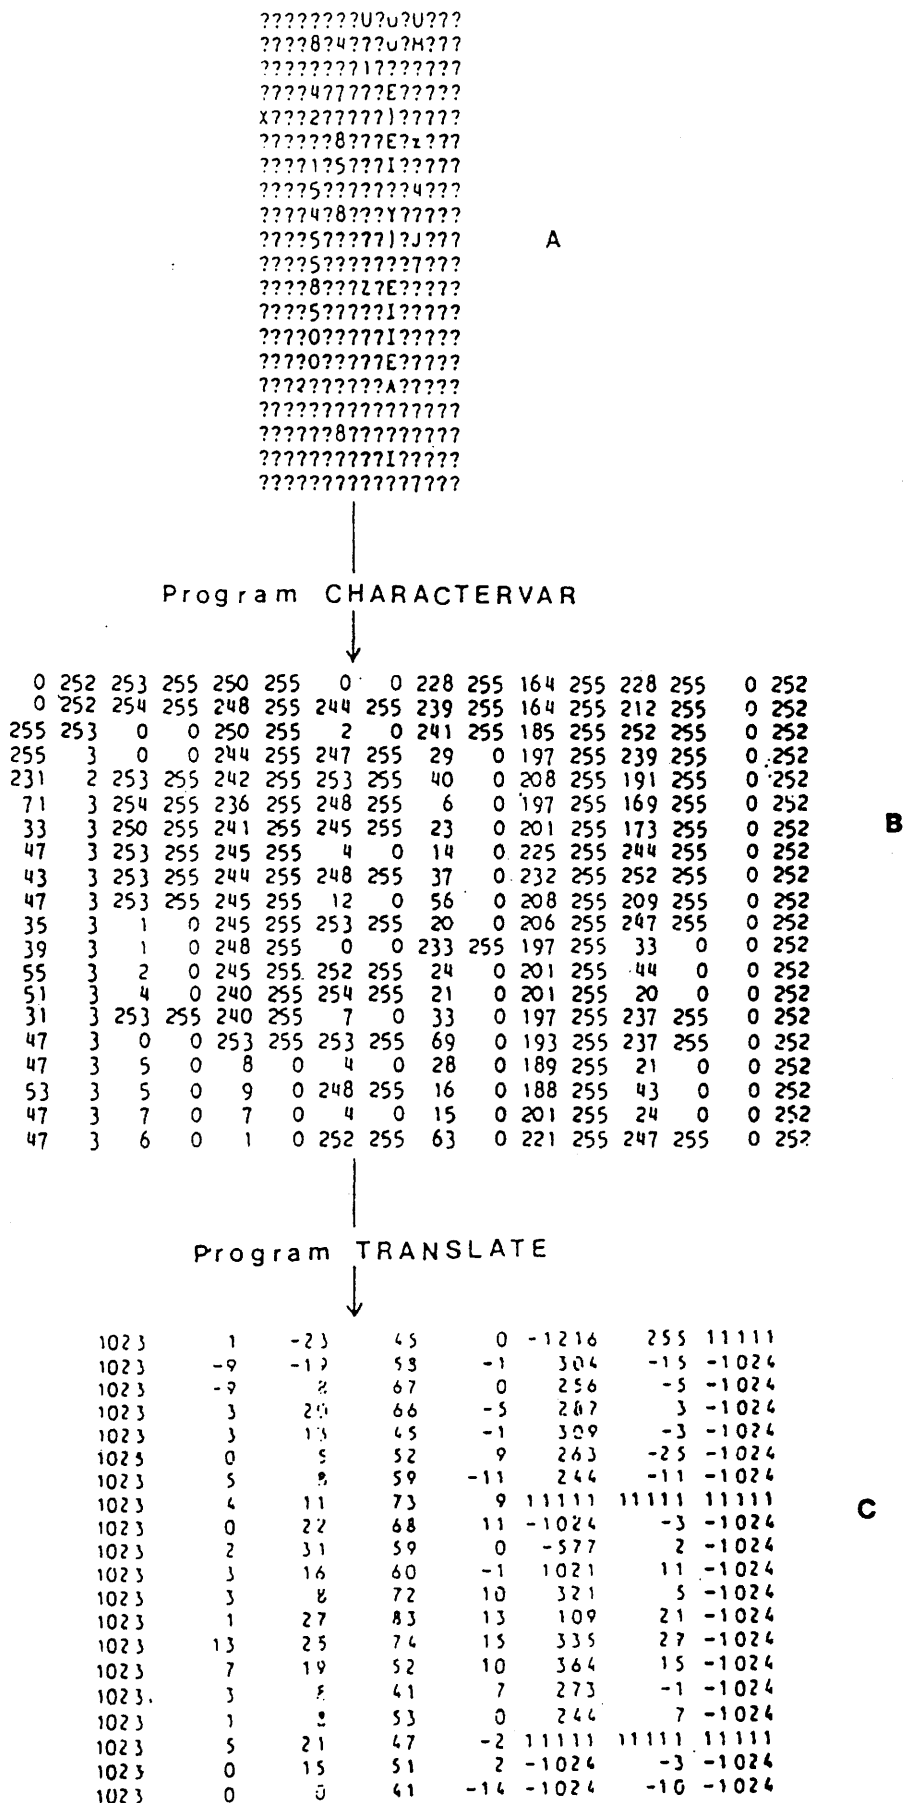 ????????U?u?U???
????8?4???u?M???
????????1???????
????4?????E?????
X???2?????)?????
??????8???E?z???
????1?5???I?????
????5???????4???
????4?8???Y?????
????5?????)?J???
????5???????7???
????8???Z?E?????
????5?????I?????
????0?????I?????
????0?????E?????
???2??????A?????
????????????????
??????8?????????
??????????I?????
????????????????
A
Program CHARACTERVAR
0 252 253 255 250 255 0 0 228 255 164 255 228 255 0 252
0 252 254 255 248 255 244 255 239 255 164 255 212 255 0 252
255 253 0 0 250 255 2 0 241 255 185 255 252 255 0 252
255 3 0 0 244 255 247 255 29 0 197 255 239 255 0 252
231 2 253 255 242 255 253 255 40 0 208 255 191 255 0 252
71 3 254 255 236 255 248 255 6 0 197 255 169 255 0 252
33 3 250 255 241 255 245 255 23 0 201 255 173 255 0 252
47 3 253 255 245 255 4 0 14 0 225 255 244 255 0 252
43 3 253 255 244 255 248 255 37 0 232 255 252 255 0 252
47 3 253 255 245 255 12 0 56 0 208 255 209 255 0 252
35 3 1 0 245 255 253 255 20 0 206 255 247 255 0 252
39 3 1 0 248 255 0 0 233 255 197 255 33 0 0 252
55 3 2 0 245 255 252 255 24 0 201 255 44 0 0 252
51 3 4 0 240 255 254 255 21 0 201 255 20 0 0 252
31 3 253 255 240 255 7 0 33 0 197 255 237 255 0 252
47 3 0 0 253 255 253 255 69 0 193 255 237 255 0 252
47 3 5 0 8 0 4 0 28 0 189 255 21 0 0 252
53 3 5 0 9 0 248 255 16 0 188 255 43 0 0 252
47 3 7 0 7 0 4 0 15 0 201 255 24 0 0 252
47 3 6 0 1 0 252 255 63 0 221 255 247 255 0 252
B
Program TRANSLATE
1023 1 -23 45 0 -1216 255 11111
1023 -9 58 -1 304 -15 -1024
1023 -9 67 0 256 -5 -1024
1023 3 20 66 -5 287 3 -1024
1023 3 13 45 -1 309 -3 -1024
1023 0 5 52 9 263 -25 -1024
1023 5 8 59 -11 244 -11 -1024
1023 4 11 73 9 11111 11111 11111
1023 0 22 68 11 -1024 -3 -1024
1023 2 31 59 0 -577 2 -1024
1023 3 16 60 -1 1021 11 -1024
1023 3 8 72 10 321 5 -1024
1023 1 27 83 13 109 21 -1024
1023 13 25 74 15 335 27 -1024
1023 7 19 52 10 364 15 -1024
1023. 3 41 7 273 -1 -1024
1023 1 53 0 244 7 -1024
1023 5 21 47 -2 11111 11111 11111
1023 0 15 51 2 -1024 -3 -1024
1023 0 0 41 -14 -1024 -10 -1024
C